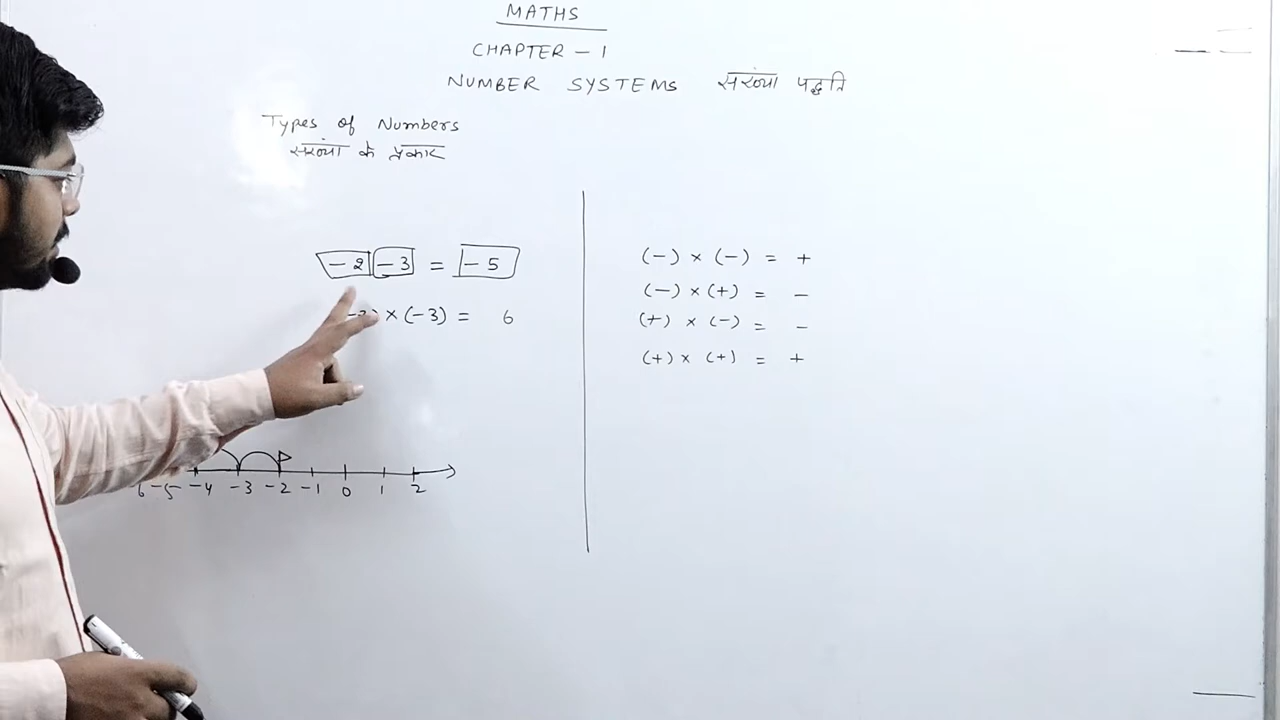 MATHS
CHAPTER - 1
NUMBER SYSTEMS संख्या पद्धति
Types of Numbers
संख्या के प्रकार
-2 -3 = -5
× (-3) = 6
6 -5 -4 -3 -2 -1 0 1 2
(-) × (-) = +
(-) × (+) = -
(+) × (-) = -
(+) × (+) = +